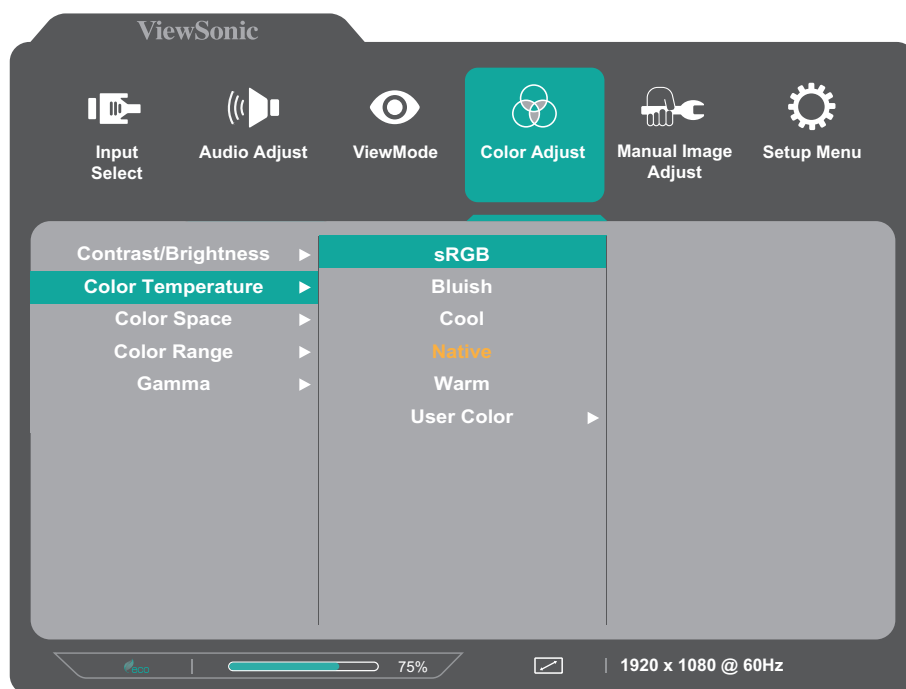 ViewSonic
Input Select
Audio Adjust
ViewMode
Color Adjust
Manual Image Adjust
Setup Menu
Contrast/Brightness
Color Temperature
Color Space
Color Range
Gamma
sRGB
Bluish
Cool
Native
Warm
User Color
eco
75%
1920 x 1080 @ 60Hz